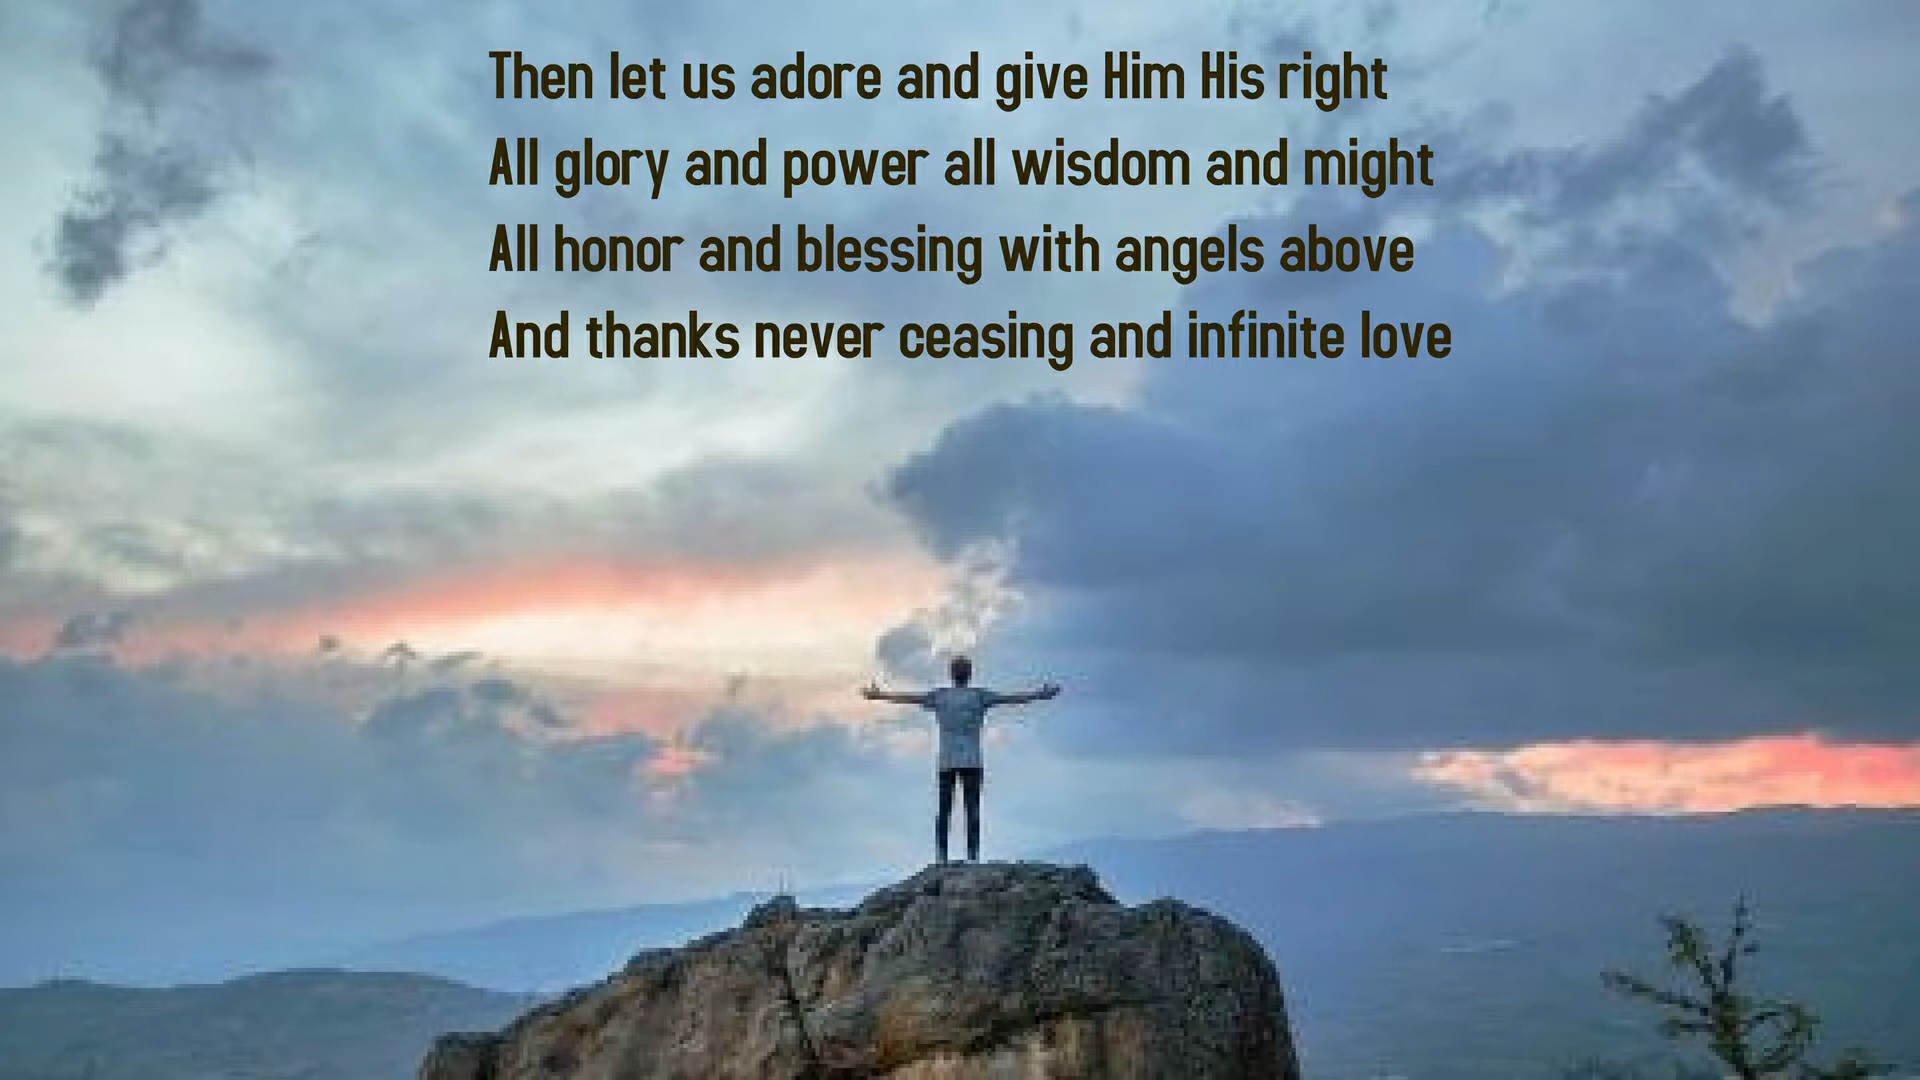 Then let us adore and give Him His right
All glory and power all wisdom and might
All honor and blessing with angels above
And thanks never ceasing and infinite love